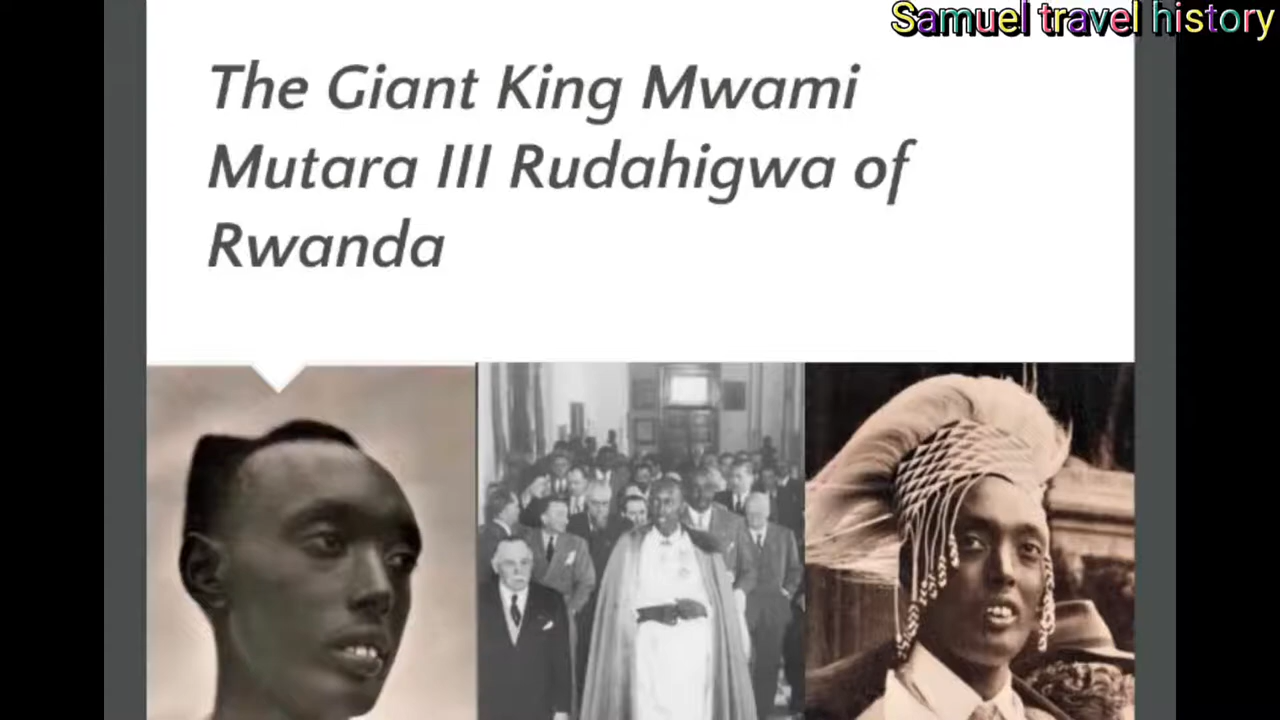 Samuel travel history
The Giant King Mwami
Mutara III Rudahigwa of
Rwanda